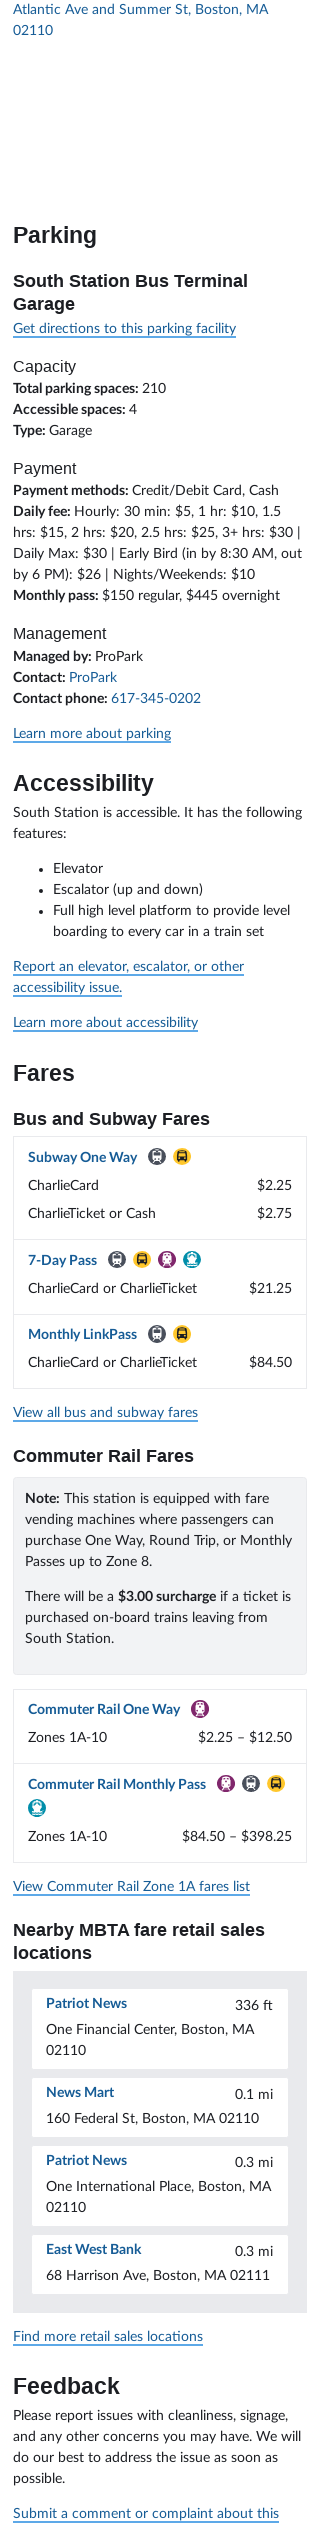 Atlantic Ave and Summer St, Boston, MA
02110
Parking
South Station Bus Terminal
Garage
Get directions to this parking facility
Capacity
Total parking spaces: 210
Accessible spaces: 4
Type: Garage
Payment
Payment methods: Credit/Debit Card, Cash
Daily fee: Hourly: 30 min: $5, 1 hr: $10, 1.5
hrs: $15, 2 hrs: $20, 2.5 hrs: $25, 3+ hrs: $30 |
Daily Max: $30 | Early Bird (in by 8:30 AM, out
by 6 PM): $26 | Nights/Weekends: $10
Monthly pass: $150 regular, $445 overnight
Management
Managed by: ProPark
Contact: ProPark
Contact phone: 617-345-0202
Learn more about parking
Accessibility
South Station is accessible. It has the following
features:
• Elevator
• Escalator (up and down)
• Full high level platform to provide level
boarding to every car in a train set
Report an elevator, escalator, or other
accessibility issue.
Learn more about accessibility
Fares
Bus and Subway Fares
Subway One Way
CharlieCard $2.25
CharlieTicket or Cash $2.75
7-Day Pass
CharlieCard or CharlieTicket $21.25
Monthly LinkPass
CharlieCard or CharlieTicket $84.50
View all bus and subway fares
Commuter Rail Fares
Note: This station is equipped with fare
vending machines where passengers can
purchase One Way, Round Trip, or Monthly
Passes up to Zone 8.
There will be a $3.00 surcharge if a ticket is
purchased on-board trains leaving from
South Station.
Commuter Rail One Way
Zones 1A-10 $2.25 – $12.50
Commuter Rail Monthly Pass
Zones 1A-10 $84.50 – $398.25
View Commuter Rail Zone 1A fares list
Nearby MBTA fare retail sales
locations
Patriot News 336 ft
One Financial Center, Boston, MA
02110
News Mart 0.1 mi
160 Federal St, Boston, MA 02110
Patriot News 0.3 mi
One International Place, Boston, MA
02110
East West Bank 0.3 mi
68 Harrison Ave, Boston, MA 02111
Find more retail sales locations
Feedback
Please report issues with cleanliness, signage,
and any other concerns you may have. We will
do our best to address the issue as soon as
possible.
Submit a comment or complaint about this